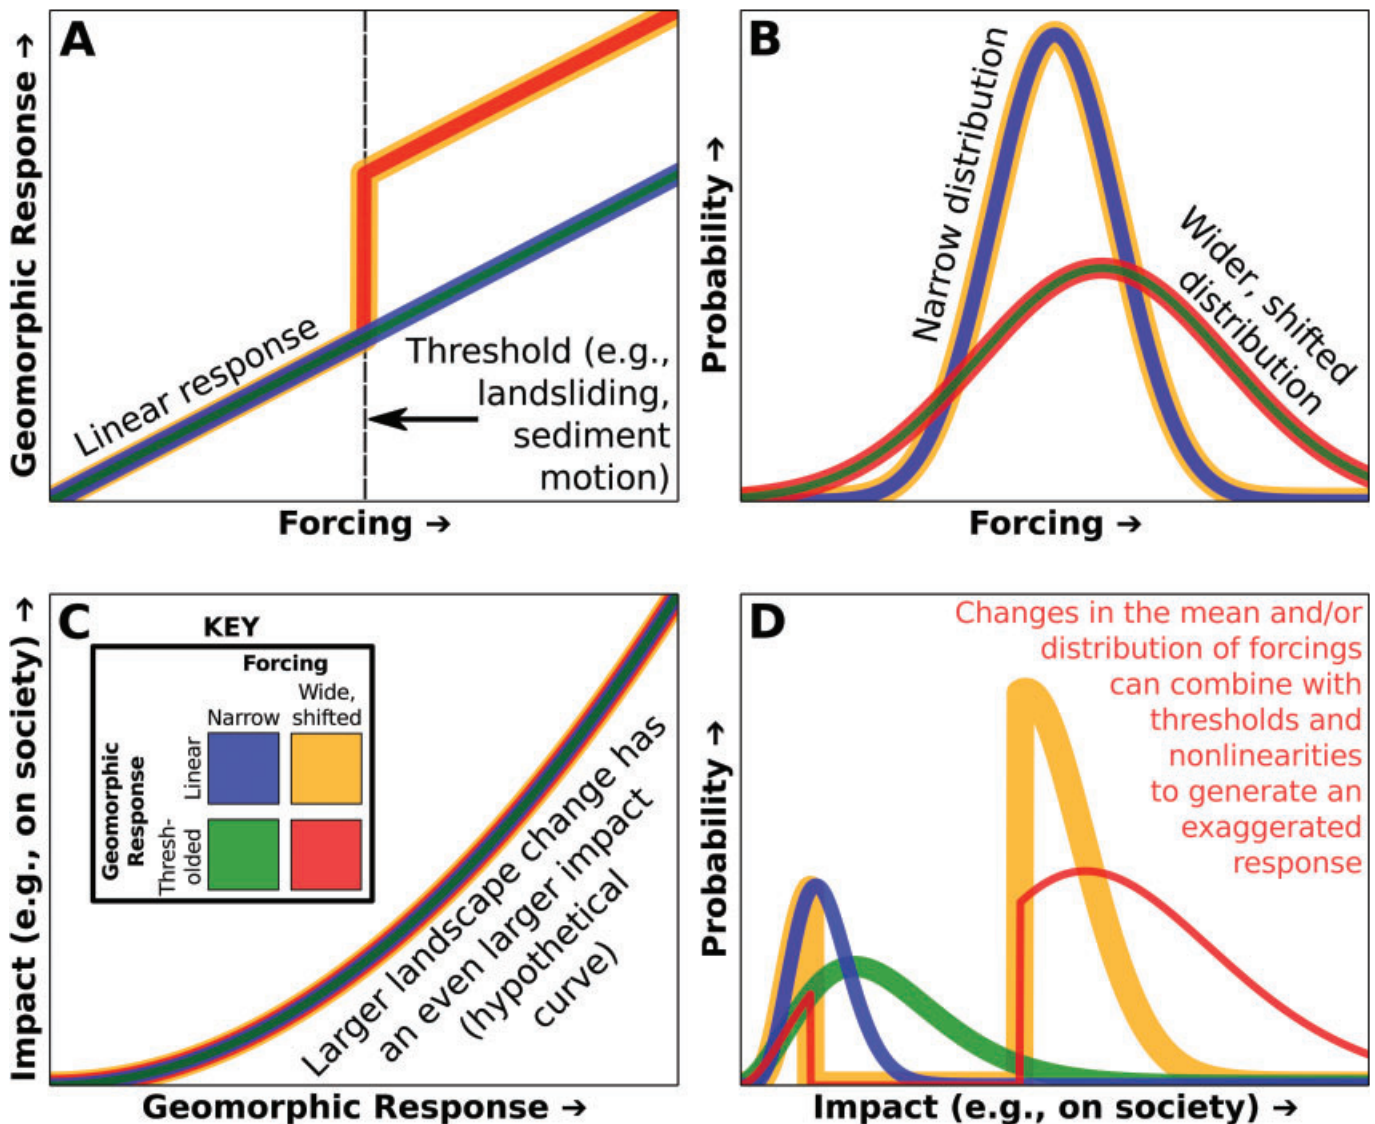 A
Geomorphic Response →
Linear response
Threshold (e.g.,
landsliding,
sediment
motion)
Forcing →
B
Probability →
Narrow distribution
Wider, shifted
distribution
Forcing →
C
Impact (e.g., on society) →
KEY
Forcing
Narrow
Wide,
shifted
Geomorphic
Response
Linear
Thresh-
olded
Larger landscape change has
an even larger impact
(hypothetical
curve)
Geomorphic Response →
D
Probability →
Changes in the mean and/or
distribution of forcings
can combine with
thresholds and
nonlinearities
to generate an
exaggerated
response
Impact (e.g., on society) →